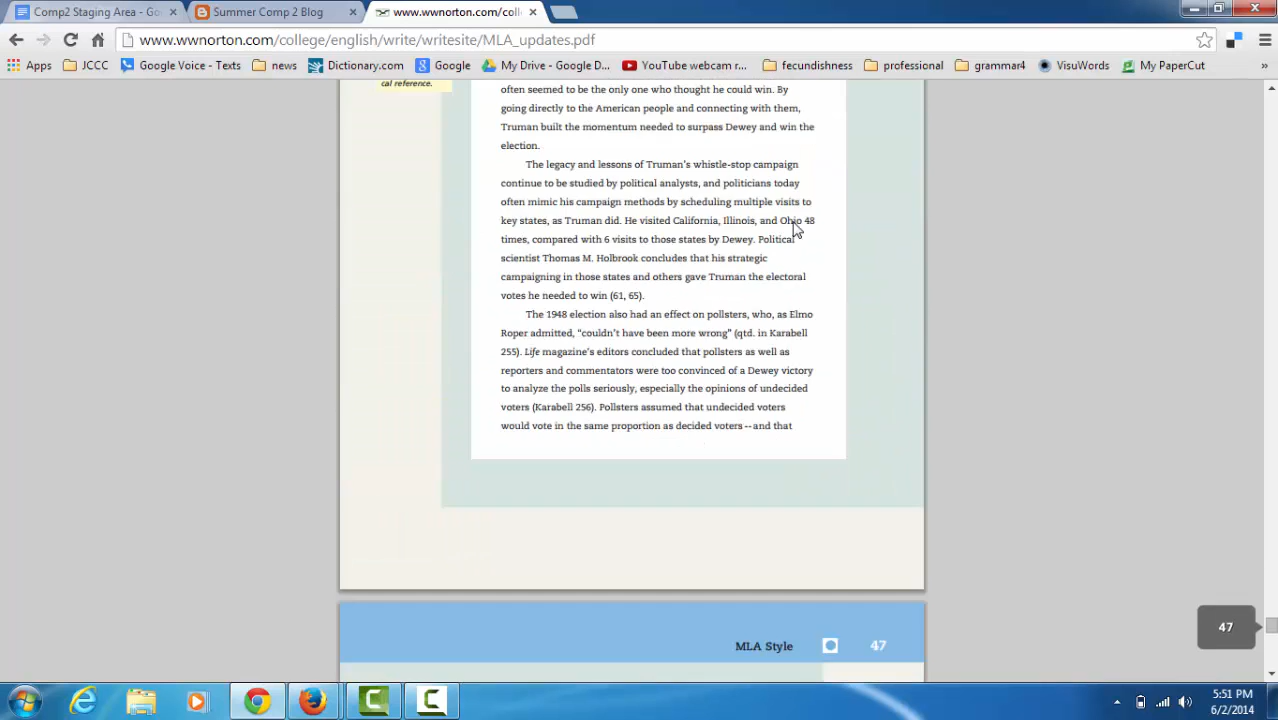 Comp2 Staging Area - Go
Summer Comp 2 Blog
www.wwnorton.com/coll
www.wwnorton.com/college/english/write/writesite/MLA_updates.pdf
Apps
JCCC
Google Voice - Texts
news
Dictionary.com
Google
My Drive - Google D...
YouTube webcam r...
fecundishness
professional
grammar4
VisuWords
My PaperCut
»
cal reference.
often seemed to be the only one who thought he could win. By
going directly to the American people and connecting with them,
Truman built the momentum needed to surpass Dewey and win the
election.
The legacy and lessons of Truman's whistle-stop campaign
continue to be studied by political analysts, and politicians today
often mimic his campaign methods by scheduling multiple visits to
key states, as Truman did. He visited California, Illinois, and Ohio 48
times, compared with 6 visits to those states by Dewey. Political
scientist Thomas M. Holbrook concludes that his strategic
campaigning in those states and others gave Truman the electoral
votes he needed to win (61, 65).
The 1948 election also had an effect on pollsters, who, as Elmo
Roper admitted, “couldn't have been more wrong” (qtd. in Karabell
255). Life magazine's editors concluded that pollsters as well as
reporters and commentators were too convinced of a Dewey victory
to analyze the polls seriously, especially the opinions of undecided
voters (Karabell 256). Pollsters assumed that undecided voters
would vote in the same proportion as decided voters--and that
47
MLA Style 47
5:51 PM
6/2/2014